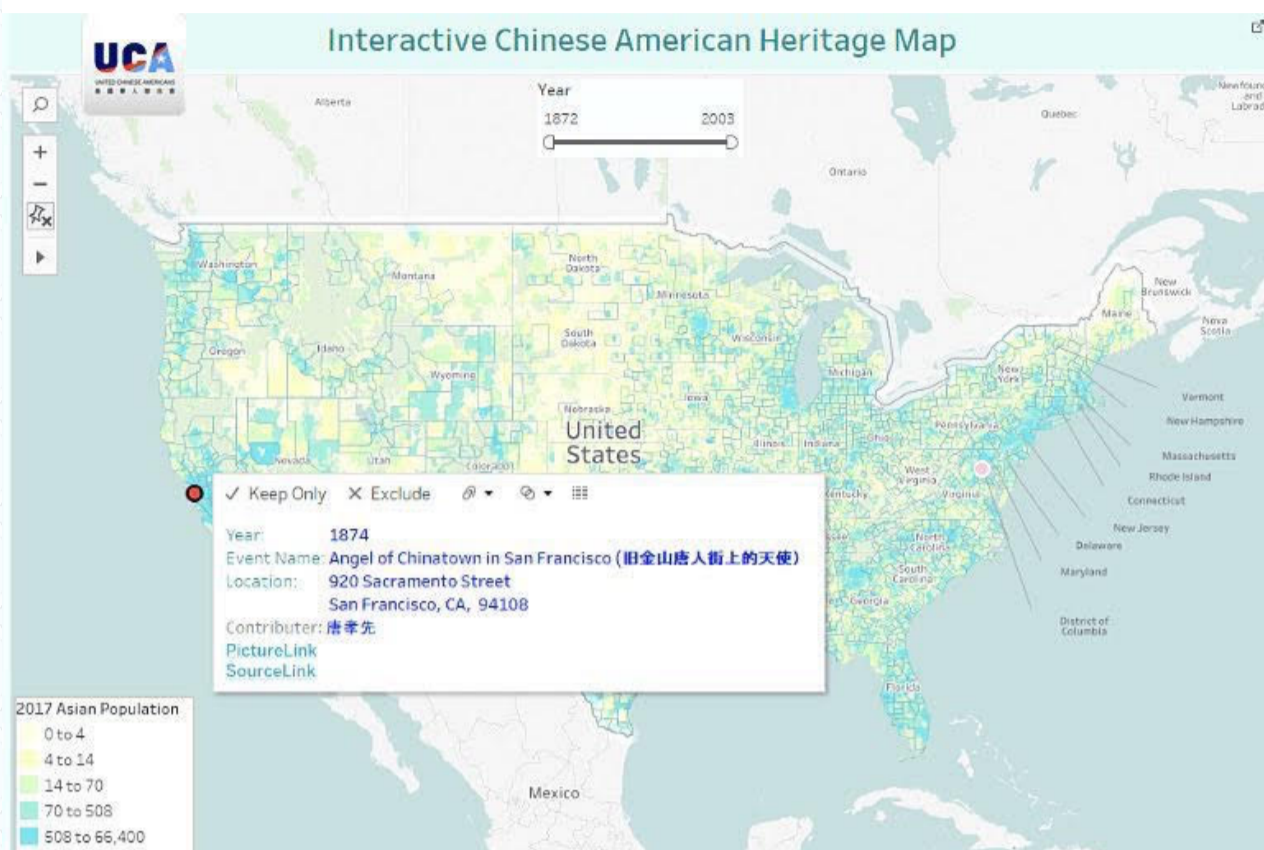 Interactive Chinese American Heritage Map
UCA
UNITED CHINESE AMERICANS
Year
1872 2003
Alberta
Ontario
Quebec
Washington
Montana
North
Dakota
Minnesota
Maine
New
Brunswick
Nova
Scotia
Oregon
Idaho
Wyoming
South
Dakota
Wisconsin
Michigan
New
York
Vermont
New Hampshire
Massachusetts
Rhode Island
Connecticut
New Jersey
Delaware
Maryland
District of
Columbia
Nebraska
Iowa
Illinois
Indiana
Ohio
Pennsylvania
United
States
Nevada
Utah
Colorado
West
Virginia
Virginia
North
Carolina
South
Carolina
Georgia
Florida
Keep Only Exclude
Year: 1874
Event Name: Angel of Chinatown in San Francisco (旧金山唐人街上的天使)
Location: 920 Sacramento Street
San Francisco, CA, 94108
Contributer: 唐孝先
PictureLink
SourceLink
2017 Asian Population
0 to 4
4 to 14
14 to 70
70 to 508
508 to 66,400
Mexico